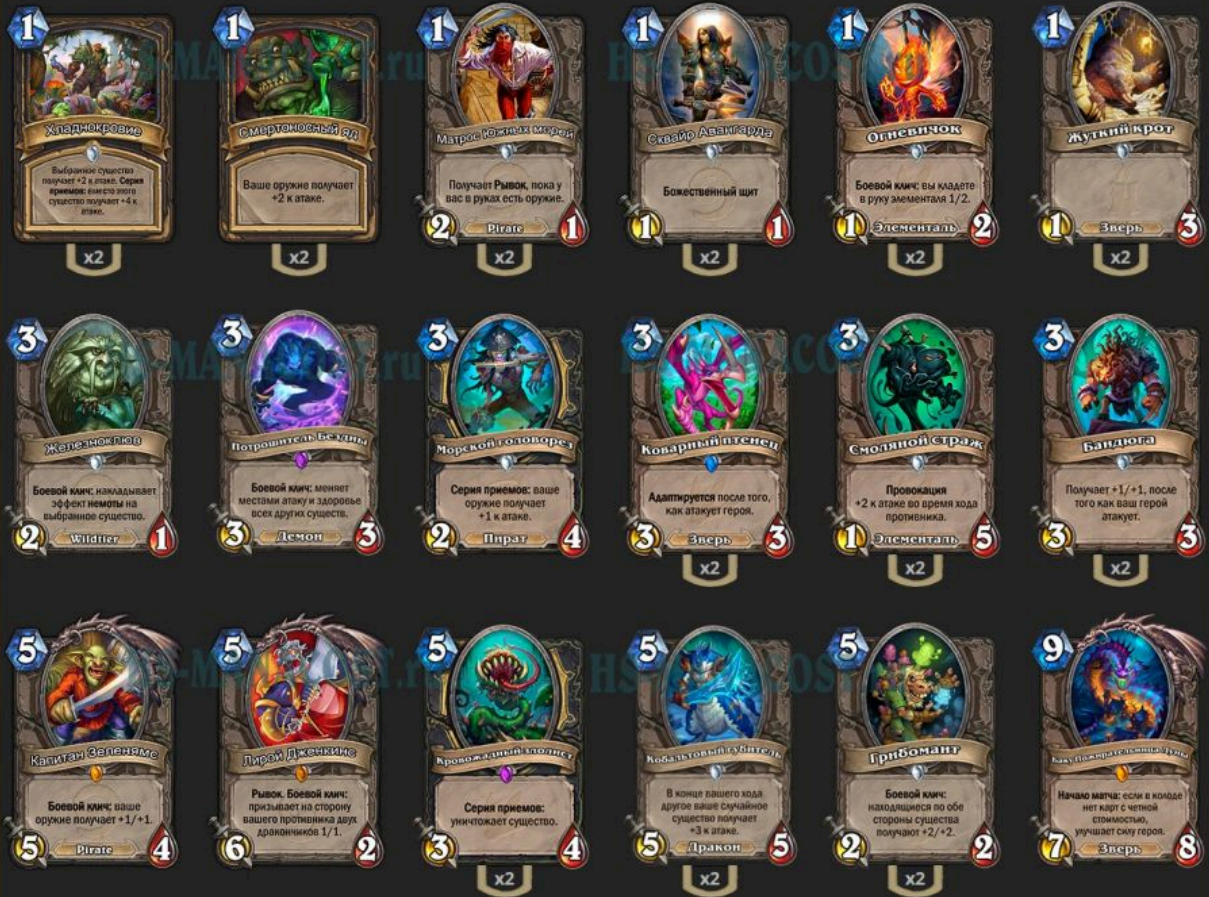 1
Хладнокровие
Выбранное существо
получает +2 к атаке. Серия
приемов: вместо этого
существо получает +4 к
атаке.
x2
1
Смертоносный яд
Ваше оружие получает
+2 к атаке.
x2
1
Матрос Южных морей
Получает Рывок, пока у
вас в руках есть оружие.
2
Pirate
1
x2
1
Сквайр Авангарда
Божественный щит
1
1
x2
1
Огневичок
Боевой клич: вы кладете
в руку элементаля 1/2.
1
Элементаль
2
x2
1
Жуткий крот
1
Зверь
3
x2
3
Железноклюв
Боевой клич: накладывает
эффект немоты на
выбранное существо.
2
Wildtier
1
3
Потрошитель Бездны
Боевой клич: меняет
местами атаку и здоровье
всех других существ.
3
Демон
3
3
Морской головорез
Серия приемов: ваше
оружие получает
+1 к атаке.
2
Пират
4
3
Коварный птенец
Адаптируется после того,
как атакует героя.
3
Зверь
3
x2
3
Смоляной страж
Провокация
+2 к атаке во время хода
противника.
1
Элементаль
5
x2
3
Бандюга
Получает +1/+1, после
того как ваш герой
атакует.
3
3
x2
5
Капитан Зеленямс
Боевой клич: ваше
оружие получает +1/+1.
5
Pirate
4
5
Лирой Дженкинс
Рывок. Боевой клич:
призывает на сторону
вашего противника двух
дракончиков 1/1.
6
2
5
Кровожадный злолист
Серия приемов:
уничтожает существо.
3
4
x2
5
Кобальтовый губитель
В конце вашего хода
другое ваше случайное
существо получает
+3 к атаке.
5
Дракон
5
x2
5
Грибомант
Боевой клич:
находящиеся по обе
стороны существа
получают +2/+2.
2
2
x2
9
Баку Пожирательница Луны
Начало матча: если в колоде
нет карт с четной
стоимостью,
улучшает силу героя.
7
Зверь
8